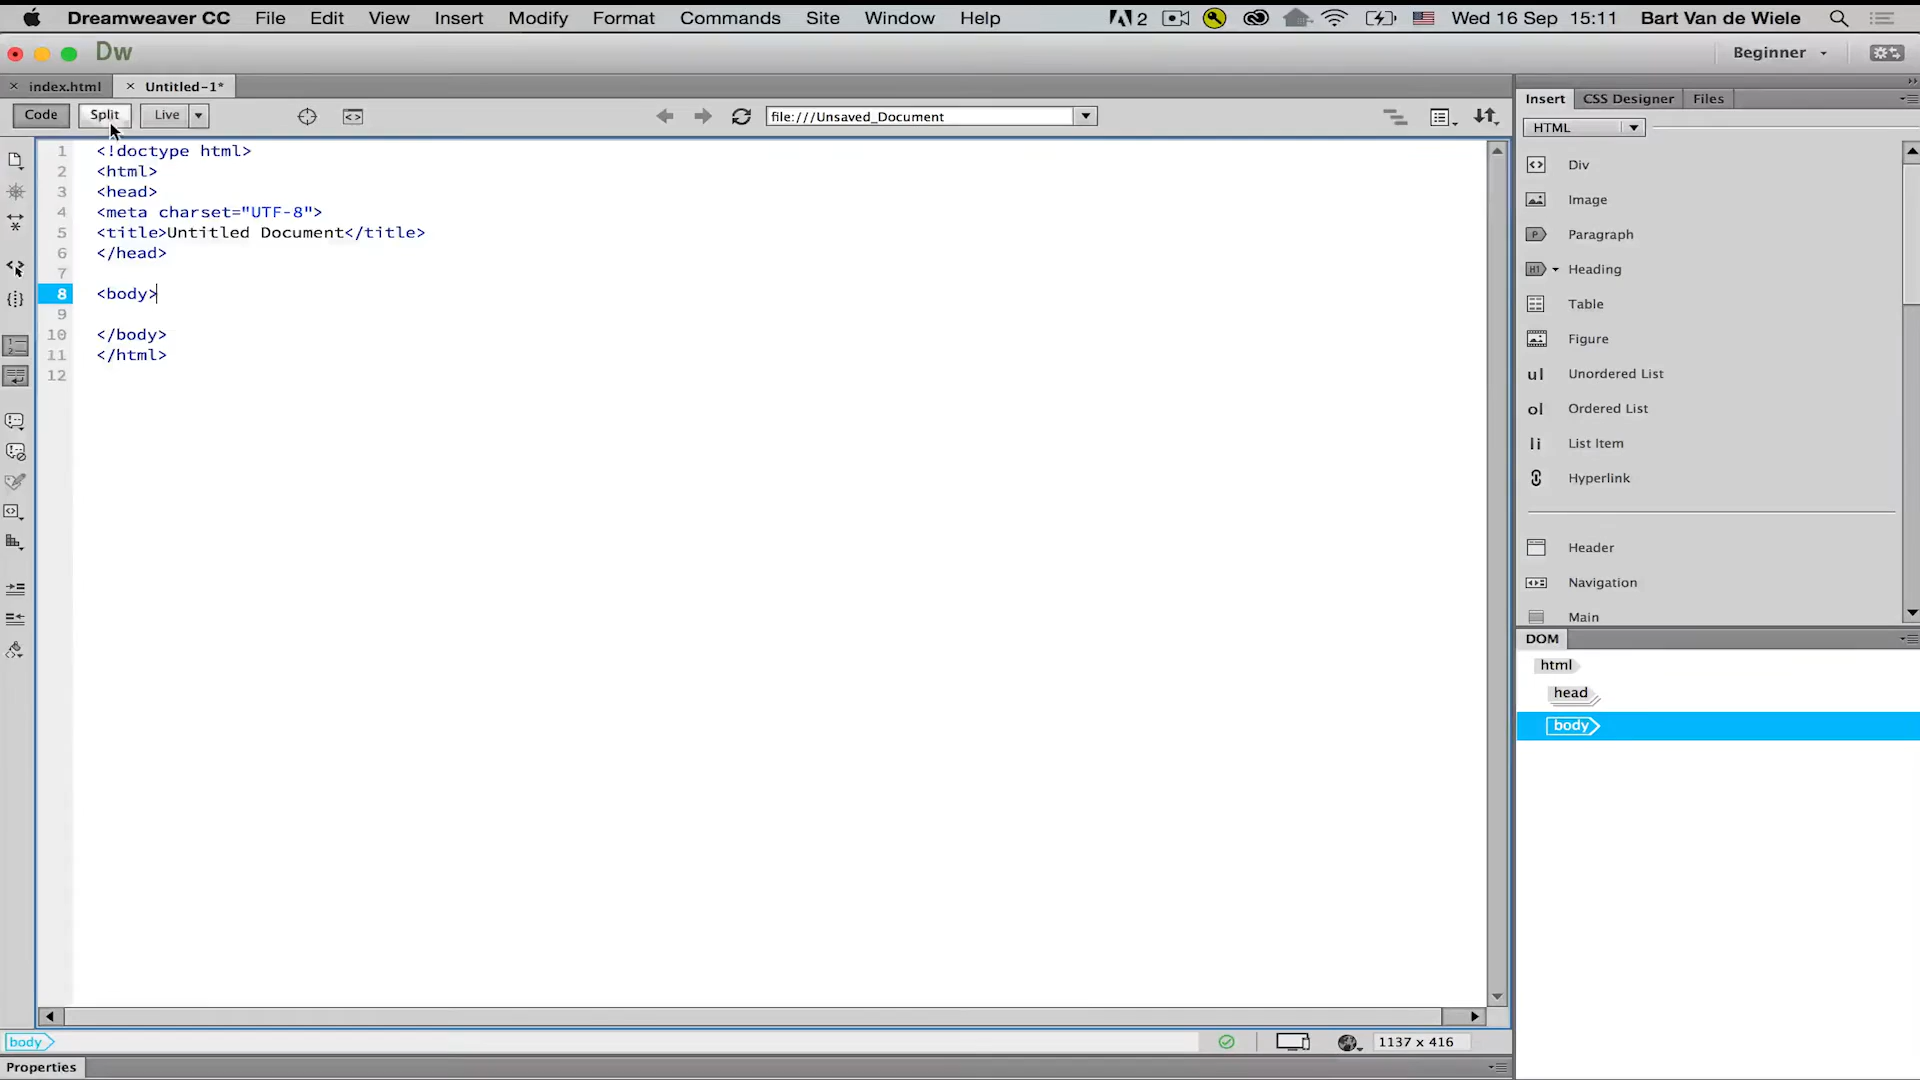 Dreamweaver CC File Edit View Insert Modify Format Commands Site Window Help 2 Wed 16 Sep 15:11 Bart Van de Wiele
Dw Beginner
index.html Untitled-1*
Code Split Live file:///Unsaved_Document
1 <!doctype html>
2 <html>
3 <head>
4 <meta charset="UTF-8">
5 <title>Untitled Document</title>
6 </head>
7
8 <body>
9
10 </body>
11 </html>
12
Insert CSS Designer Files
HTML
Div
Image
P Paragraph
H1 Heading
Table
Figure
ul Unordered List
ol Ordered List
li List Item
Hyperlink
Header
Navigation
Main
DOM
html
head
body
body 1137 x 416
Properties